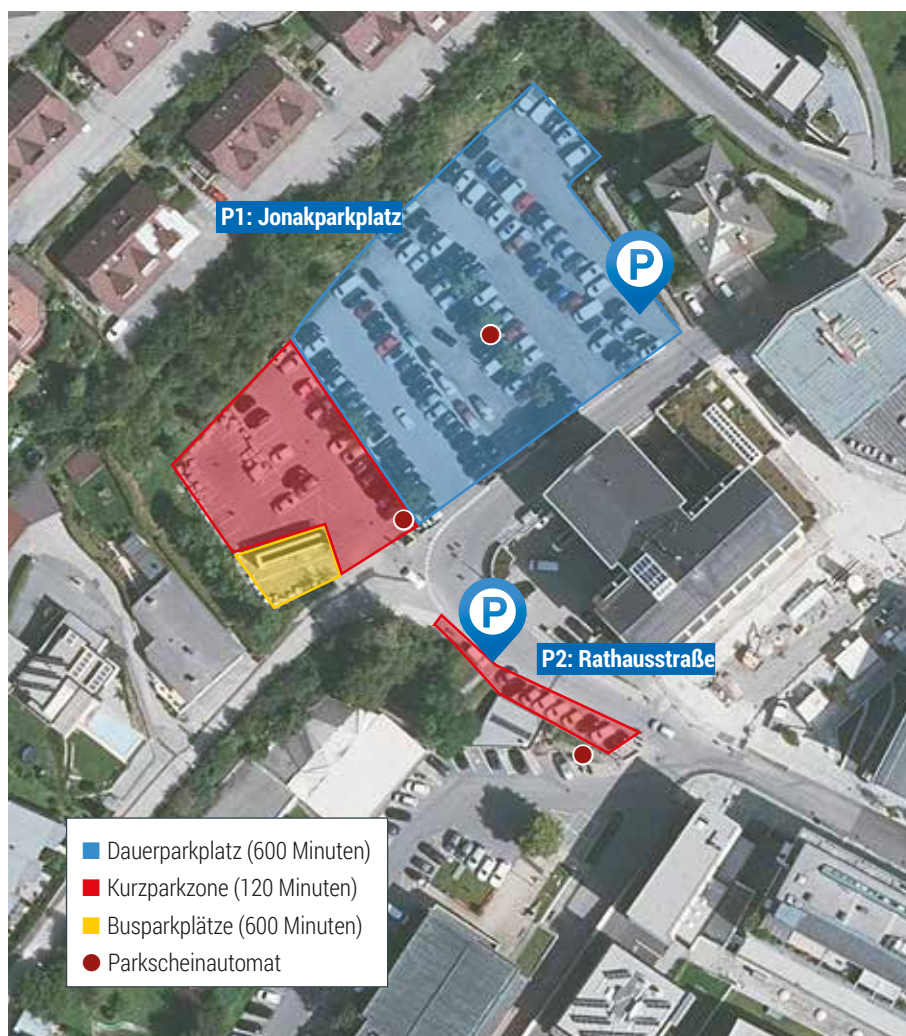 P1: Jonakparkplatz
P
P
P2: Rathausstraße
Dauerparkplatz (600 Minuten)
Kurzparkzone (120 Minuten)
Busparkplätze (600 Minuten)
Parkscheinautomat